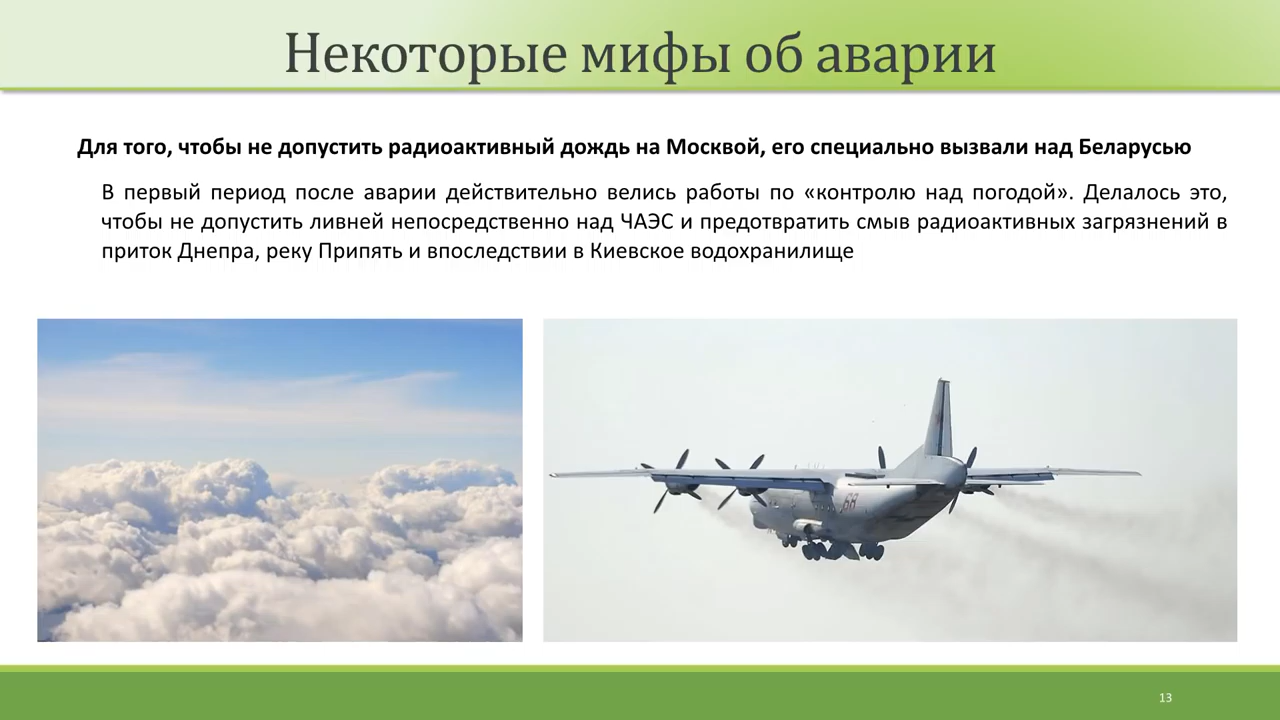 Некоторые мифы об аварии
Для того, чтобы не допустить радиоактивный дождь на Москвой, его специально вызвали над Беларусью
В первый период после аварии действительно велись работы по «контролю над погодой». Делалось это,
чтобы не допустить ливней непосредственно над ЧАЭС и предотвратить смыв радиоактивных загрязнений в
приток Днепра, реку Припять и впоследствии в Киевское водохранилище
68
13